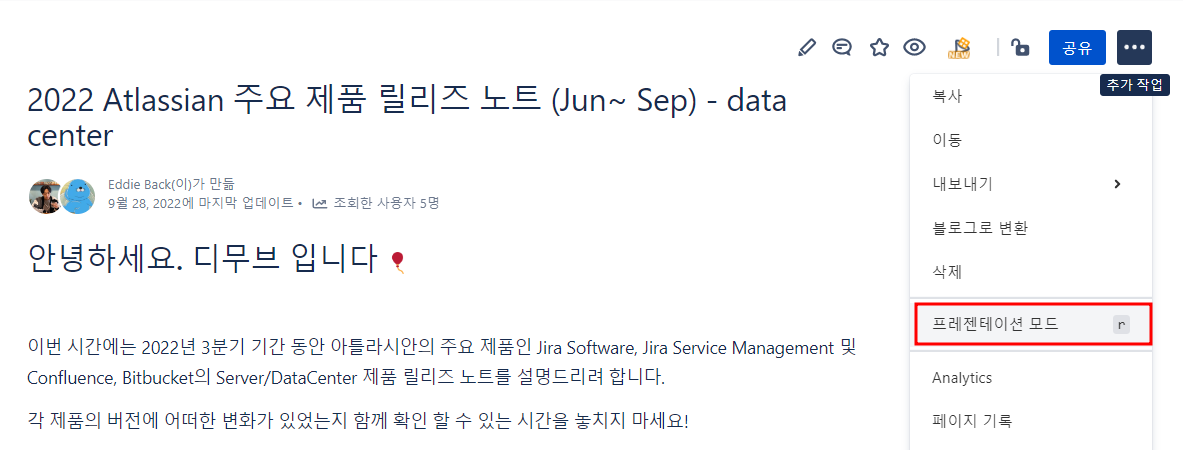 NEW
공유
추가 작업
2022 Atlassian 주요 제품 릴리즈 노트 (Jun~ Sep) - data
center
Eddie Back(이)가 만듦
9월 28, 2022에 마지막 업데이트 • 조회한 사용자 5명
안녕하세요. 디무브 입니다
이번 시간에는 2022년 3분기 기간 동안 아틀라시안의 주요 제품인 Jira Software, Jira Service Management 및
Confluence, Bitbucket의 Server/DataCenter 제품 릴리즈 노트를 설명드리려 합니다.
각 제품의 버전에 어떠한 변화가 있었는지 함께 확인 할 수 있는 시간을 놓치지 마세요!
복사
이동
내보내기
블로그로 변환
삭제
프레젠테이션 모드 r
Analytics
페이지 기록